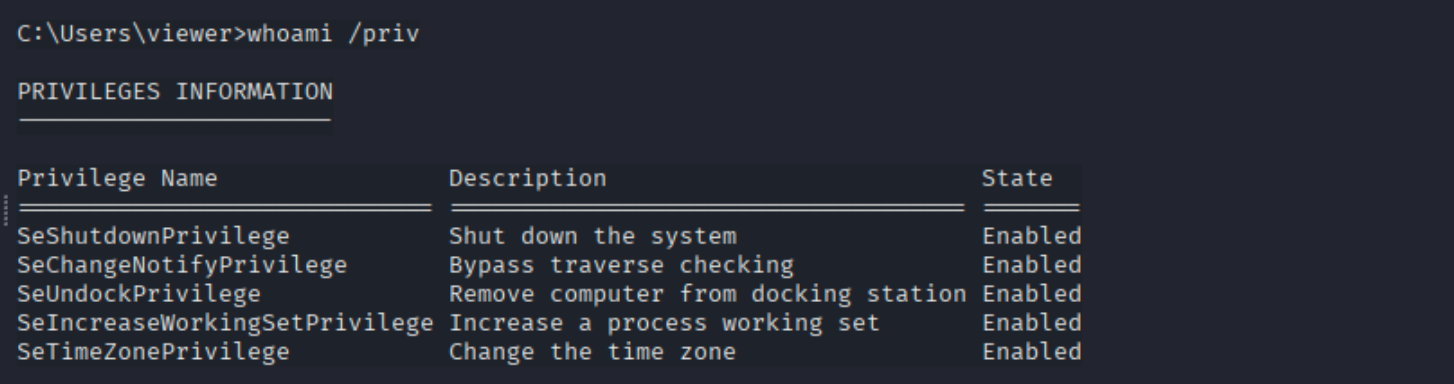 C:\Users\viewer>whoami /priv
PRIVILEGES INFORMATION
Privilege Name Description State
SeShutdownPrivilege Shut down the system Enabled
SeChangeNotifyPrivilege Bypass traverse checking Enabled
SeUndockPrivilege Remove computer from docking station Enabled
SeIncreaseWorkingSetPrivilege Increase a process working set Enabled
SeTimeZonePrivilege Change the time zone Enabled